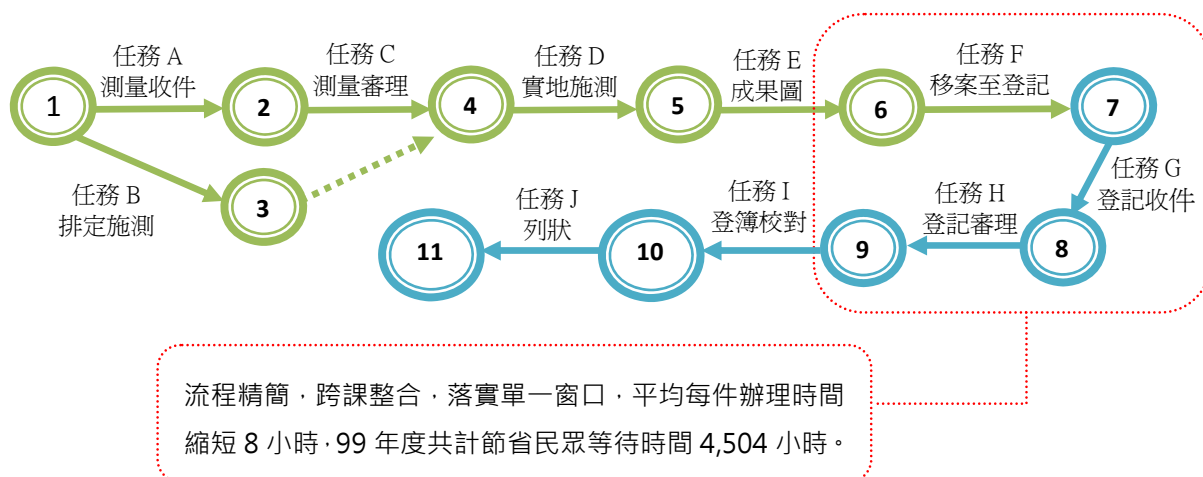 任務 A
測量收件
任務 C
測量審理
任務 D
實地施測
任務 E
成果圖
任務 F
移案至登記
1
2
4
5
6
7
任務 B
排定施測
3
任務 G
登記收件
任務 J
列狀
任務 I
登簿校對
任務 H
登記審理
11
10
9
8
流程精簡，跨課整合，落實單一窗口，平均每件辦理時間
縮短 8 小時，99 年度共計節省民眾等待時間 4,504 小時。